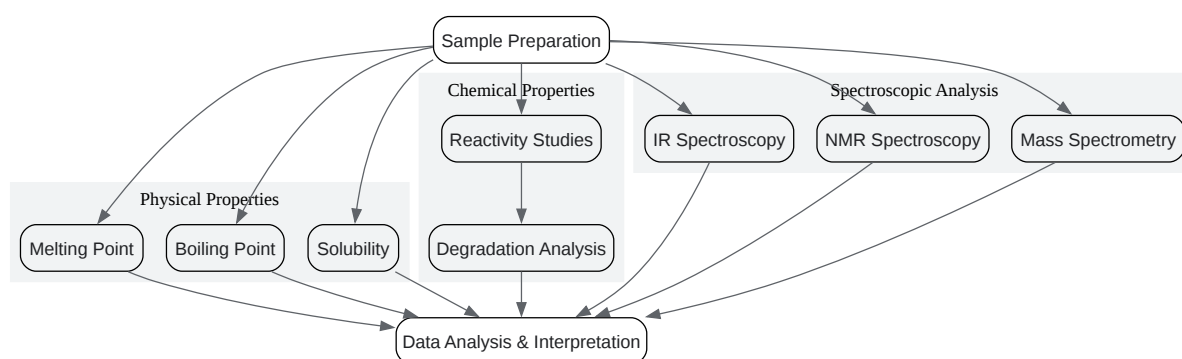 Sample Preparation
Chemical Properties
Spectroscopic Analysis
Reactivity Studies
IR Spectroscopy
NMR Spectroscopy
Mass Spectrometry
Physical Properties
Melting Point
Boiling Point
Solubility
Degradation Analysis
Data Analysis & Interpretation